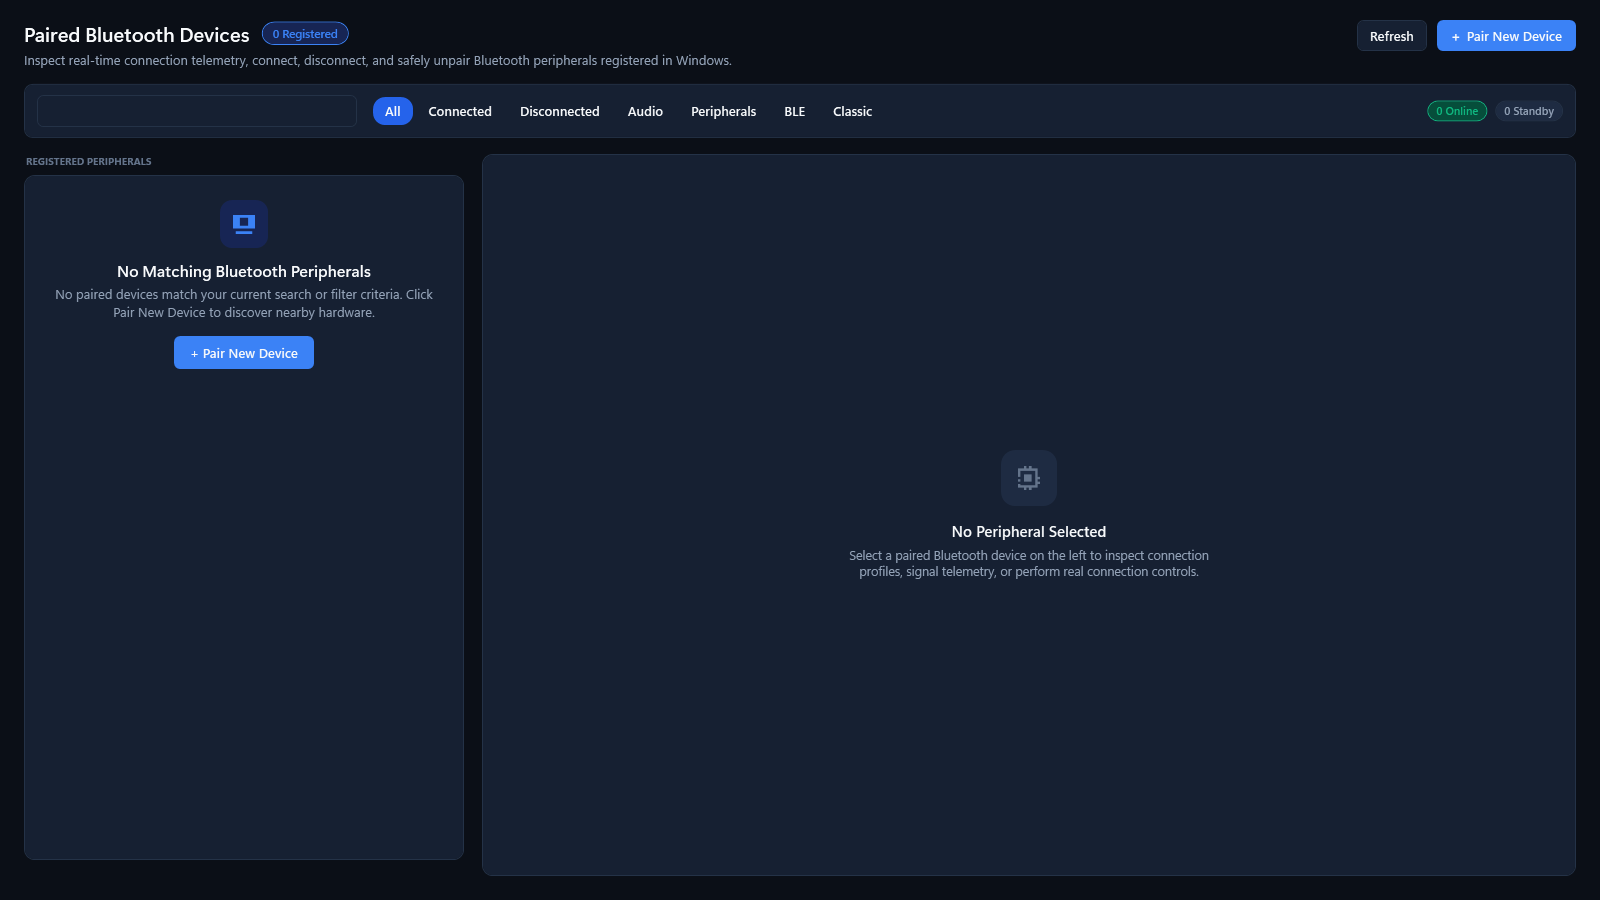 Paired Bluetooth Devices
0 Registered
Refresh
+ Pair New Device
Inspect real-time connection telemetry, connect, disconnect, and safely unpair Bluetooth peripherals registered in Windows.
All
Connected
Disconnected
Audio
Peripherals
BLE
Classic
0 Online
0 Standby
REGISTERED PERIPHERALS
No Matching Bluetooth Peripherals
No paired devices match your current search or filter criteria. Click
Pair New Device to discover nearby hardware.
+ Pair New Device
No Peripheral Selected
Select a paired Bluetooth device on the left to inspect connection
profiles, signal telemetry, or perform real connection controls.